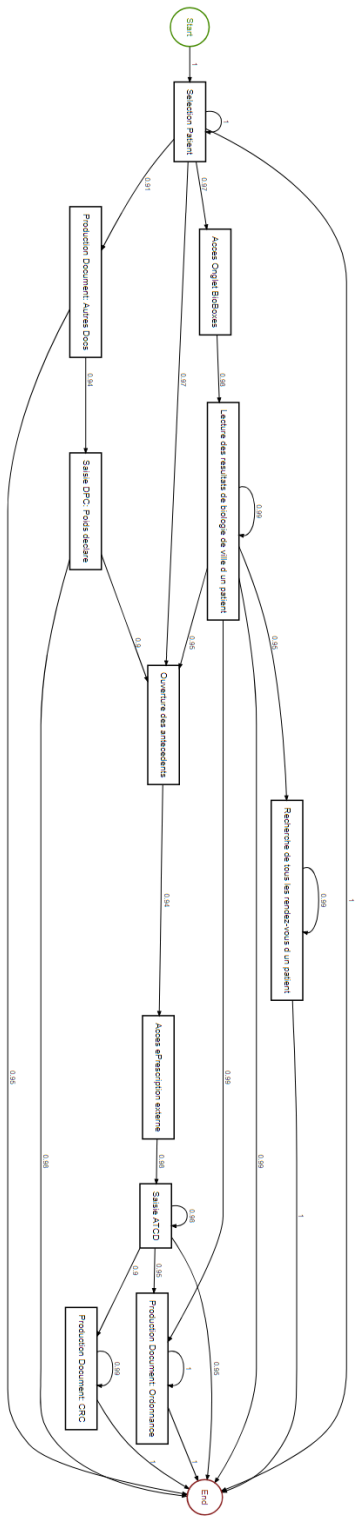 Start
1
Selection Patient
1
0.91
0.97
0.97
1
Production Document: Autres Docs
Acces Onglet BioBoxes
0.94
0.98
Saisie DPC: Poids declare
Lecture des resultats de biologie de ville d un patient
0.99
0.9
0.95
0.95
Ouverture des antecedents
Recherche de tous les rendez-vous d un patient
0.99
0.94
0.95
0.98
0.99
0.99
1
Acces ePrescription externe
0.98
Saisie ATCD
0.98
0.9
0.95
0.95
Production Document: CRC
0.99
Production Document: Ordonnance
1
1
1
End